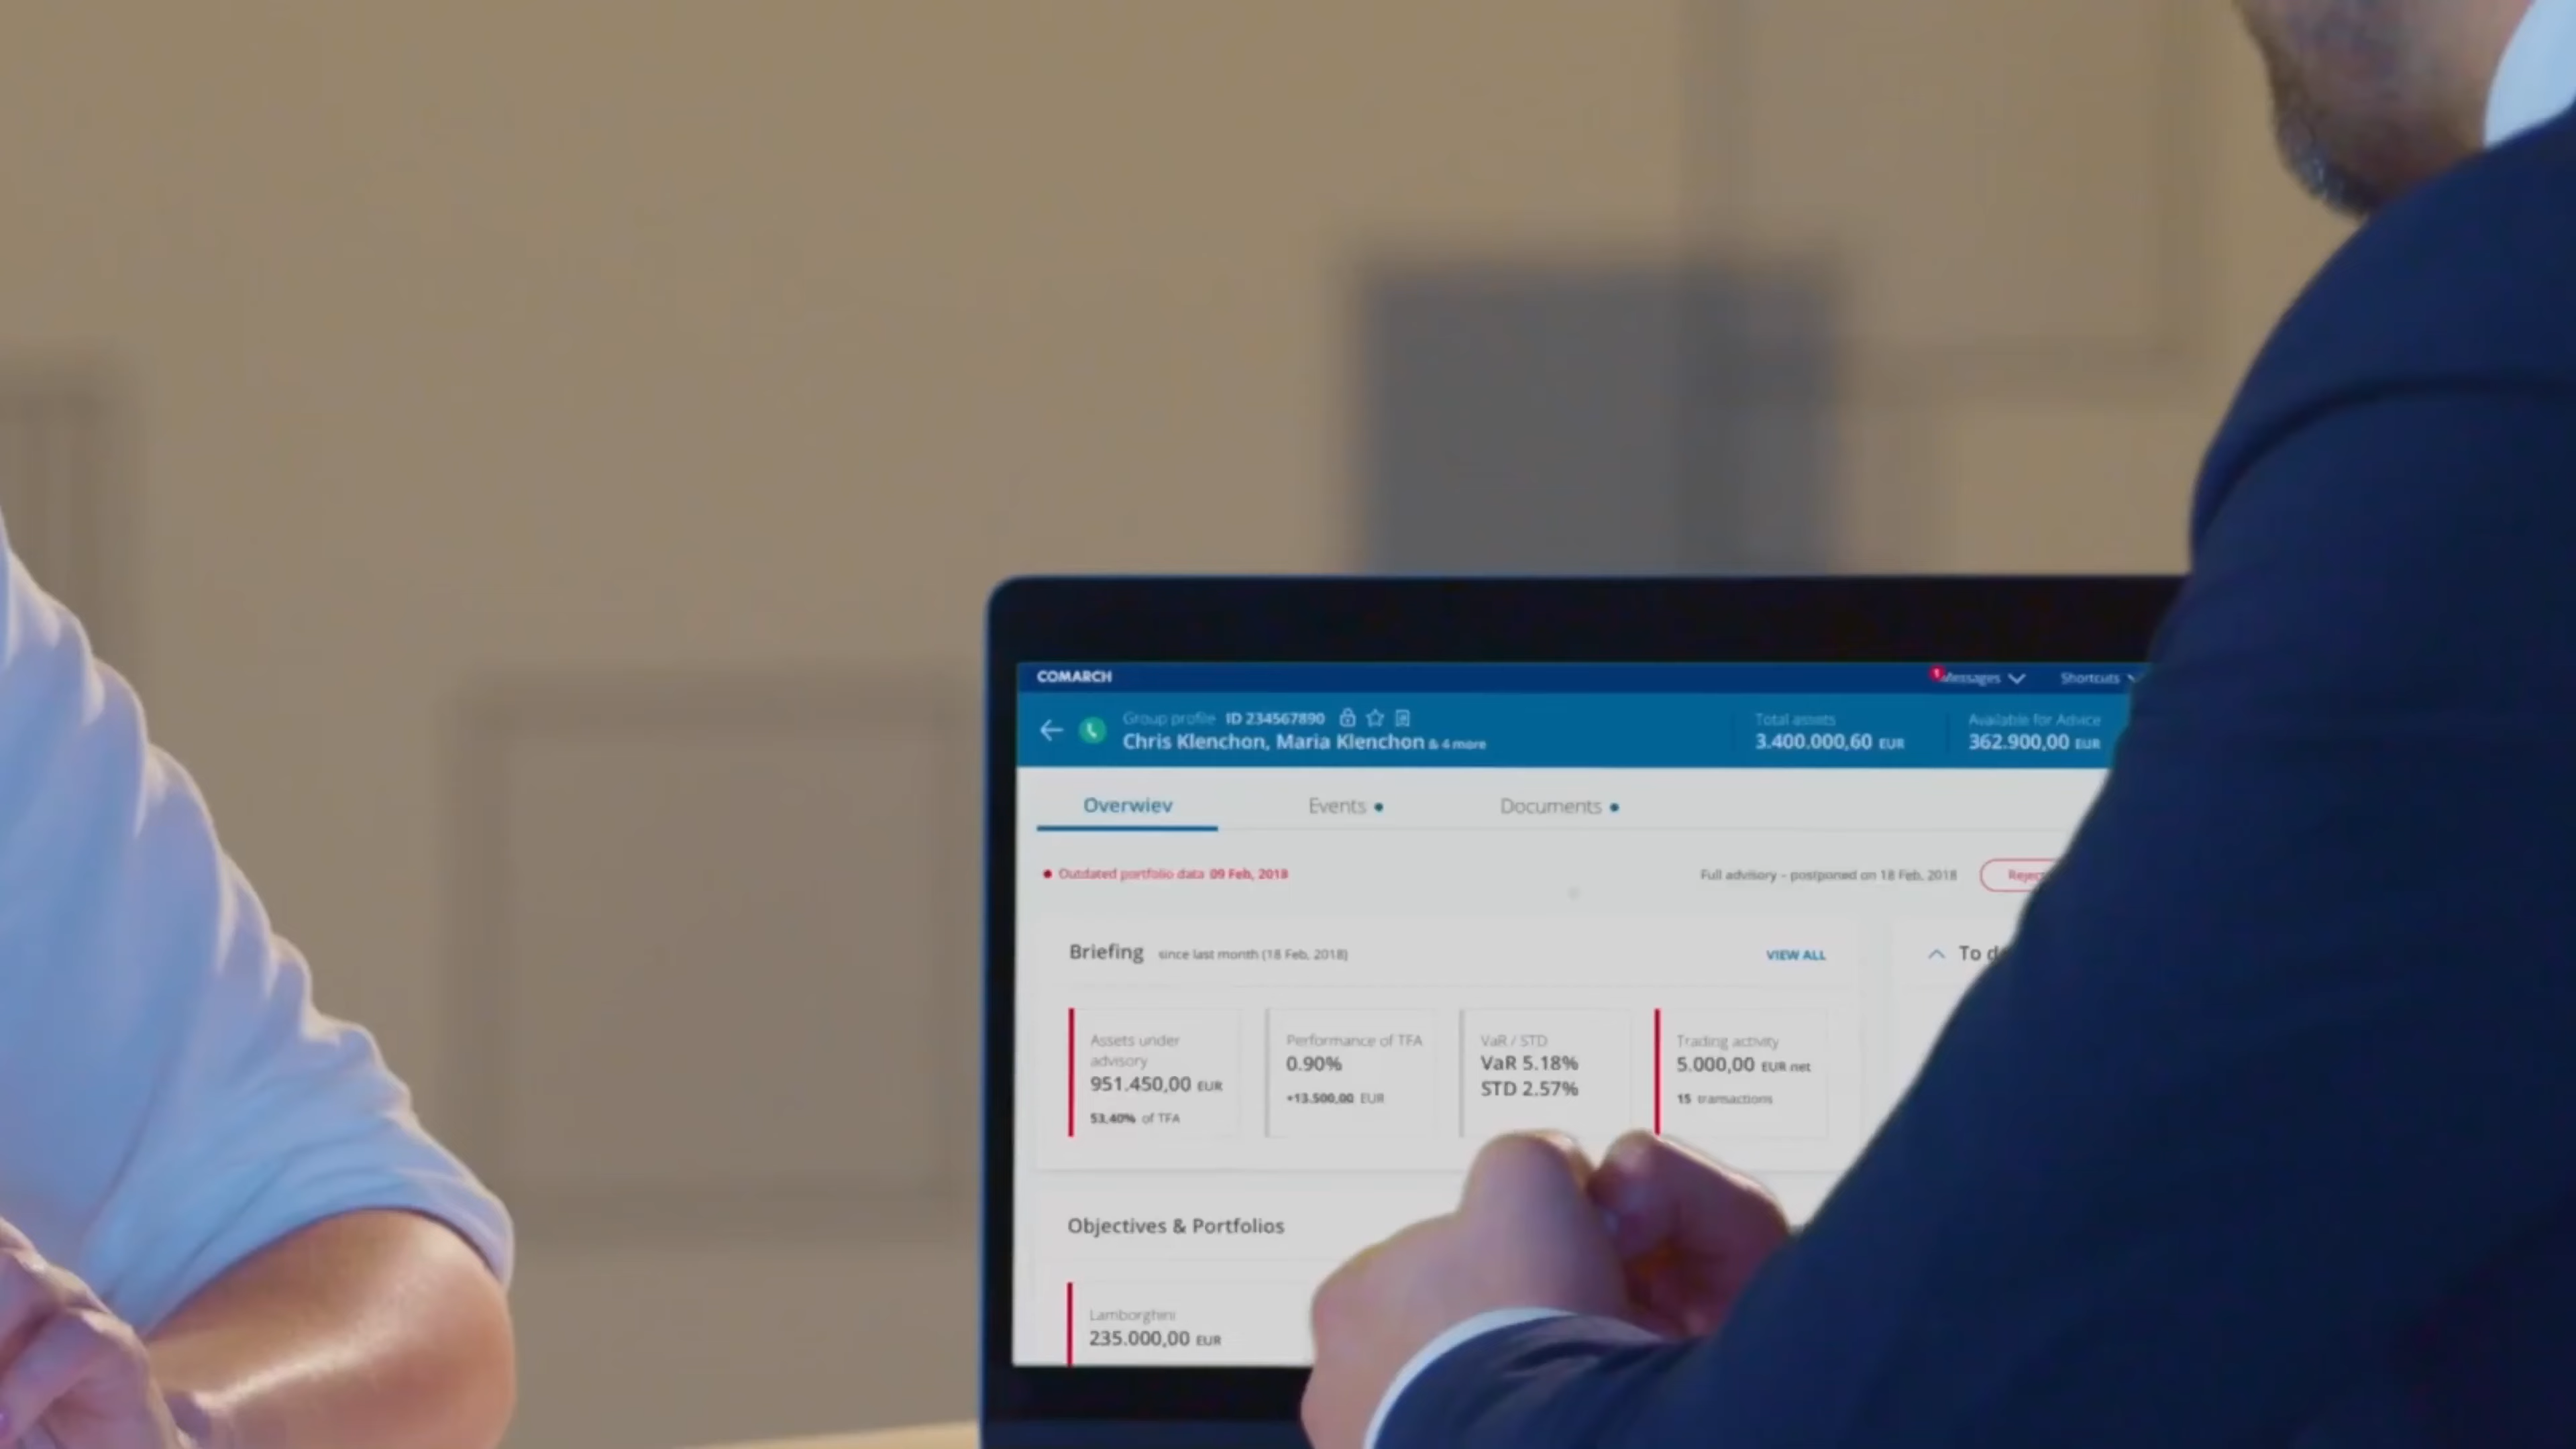 COMARCH
Messages
Shortcuts
Group profile ID 234567890
Chris Klenchon, Maria Klenchon & 4 more
Total assets
3.400.000,60 EUR
Available for Advice
362.900,00 EUR
Overwiev
Events
Documents
Outdated portfolio data 09 Feb, 2018
Full advisory – postponed on 18 Feb, 2018
Briefing since last month (18 Feb, 2018)
VIEW ALL
To
Assets under
advisory
951.450,00 EUR
53,40% of TFA
Performance of TFA
0.90%
+13.500,00 EUR
VaR / STD
VaR 5.18%
STD 2.57%
Trading activity
5.000,00 EUR net
15 transactions
Objectives & Portfolios
Lamborghini
235.000,00 EUR